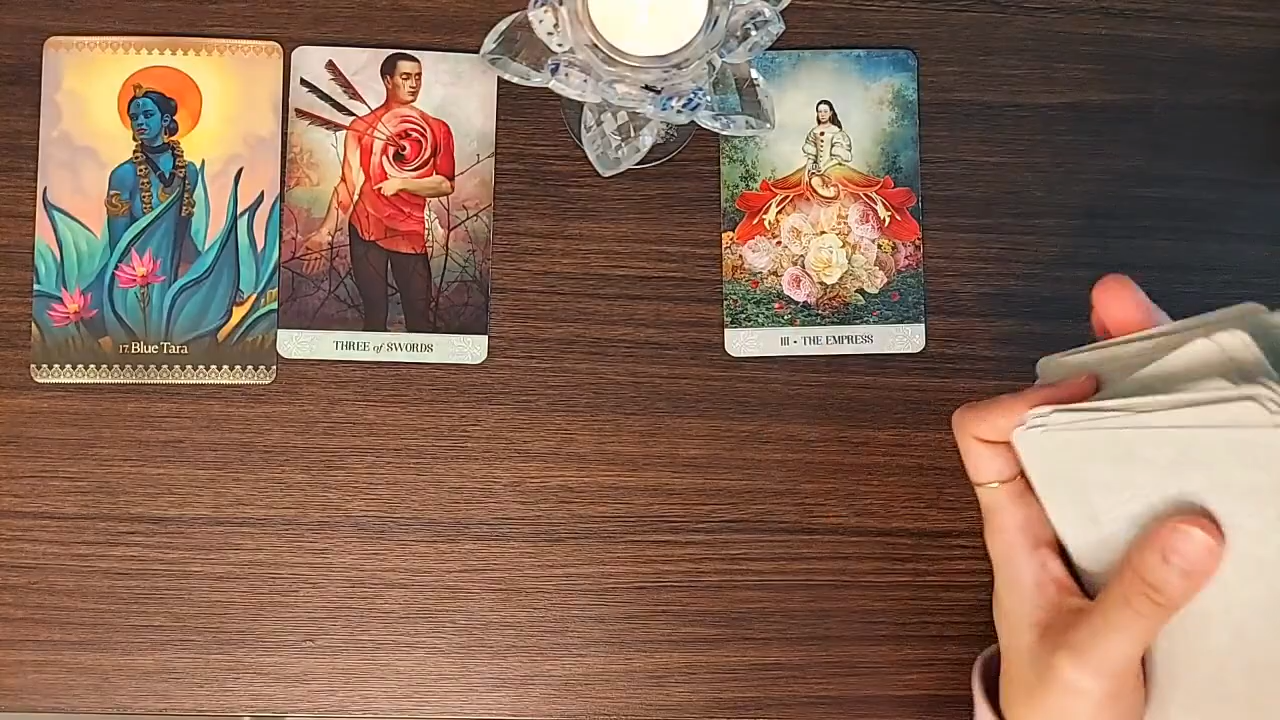 17. Blue Tara
THREE of SWORDS
III • THE EMPRESS